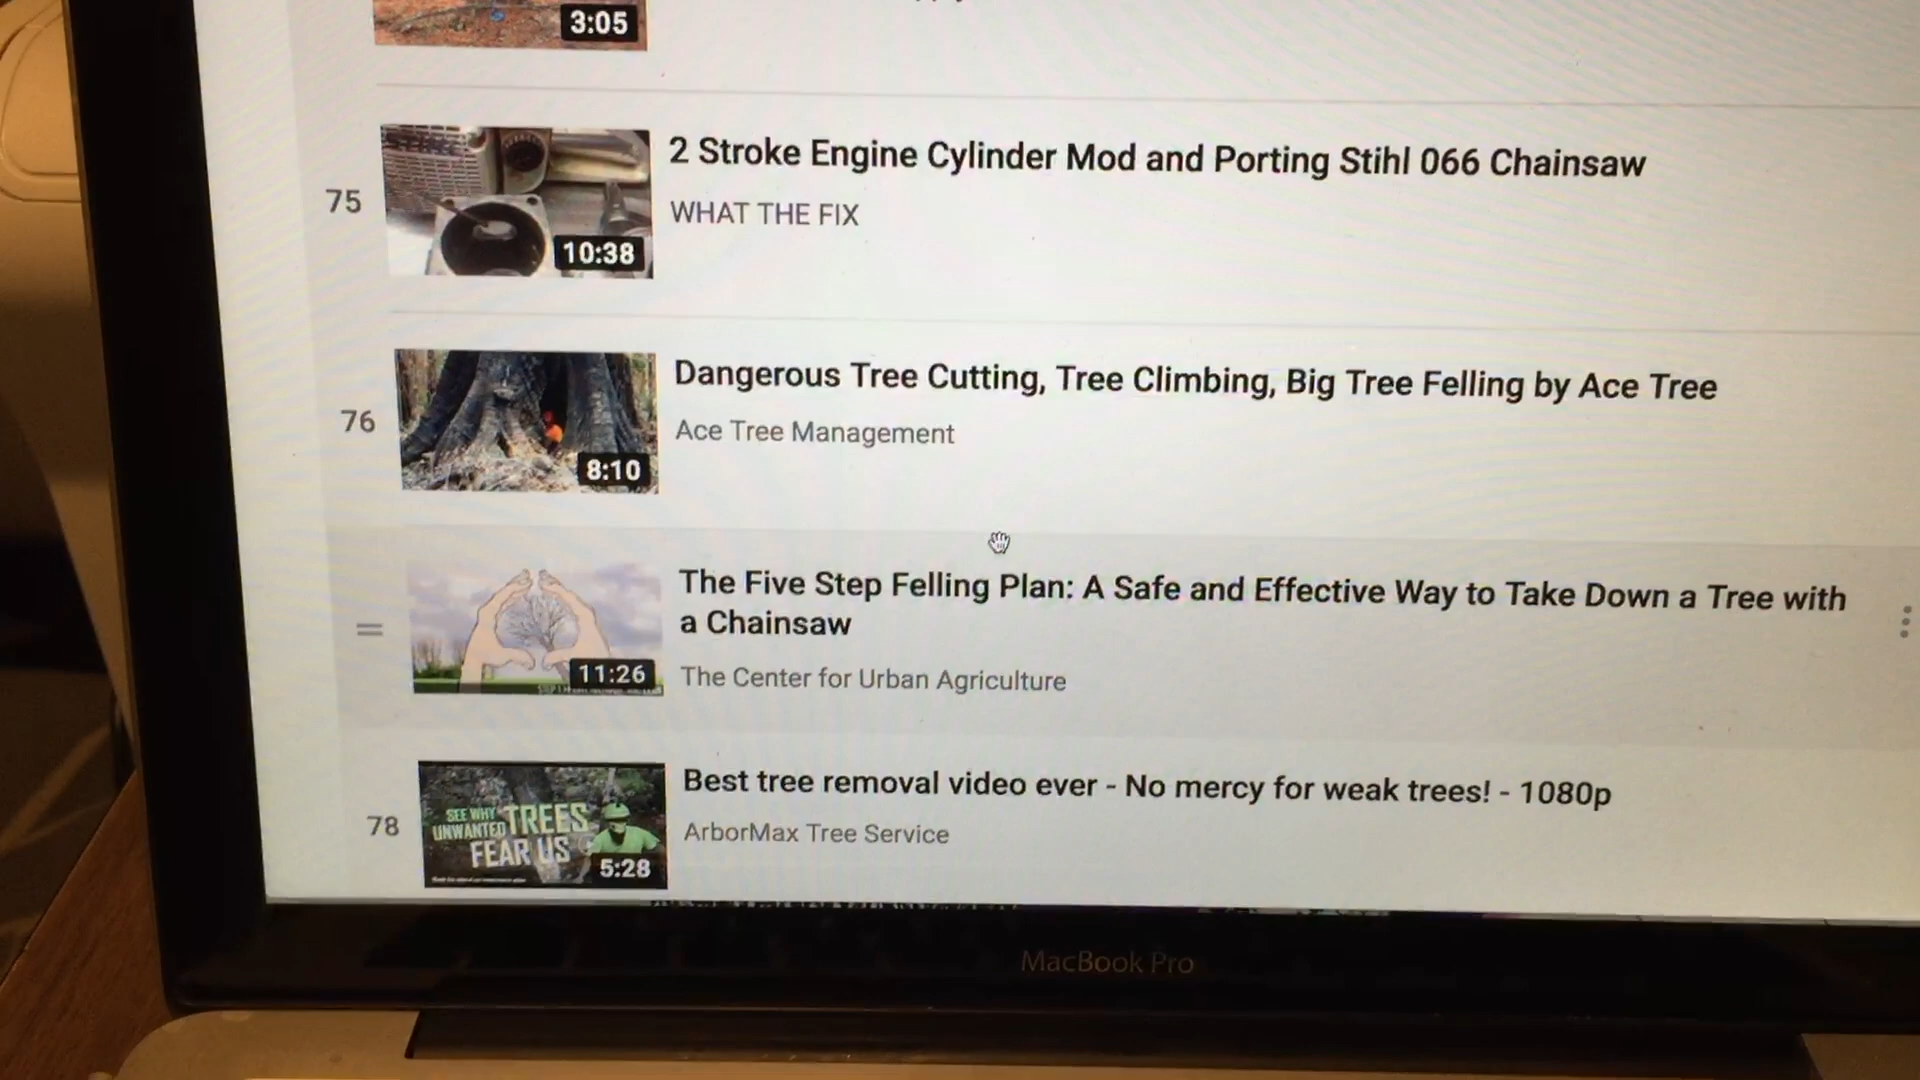 3:05
75
10:38
2 Stroke Engine Cylinder Mod and Porting Stihl 066 Chainsaw
WHAT THE FIX
76
8:10
Dangerous Tree Cutting, Tree Climbing, Big Tree Felling by Ace Tree
Ace Tree Management
11:26
The Five Step Felling Plan: A Safe and Effective Way to Take Down a Tree with
a Chainsaw
The Center for Urban Agriculture
78
SEE WHY
UNWANTED TREES
FEAR US
5:28
Best tree removal video ever - No mercy for weak trees! - 1080p
ArborMax Tree Service
MacBook Pro